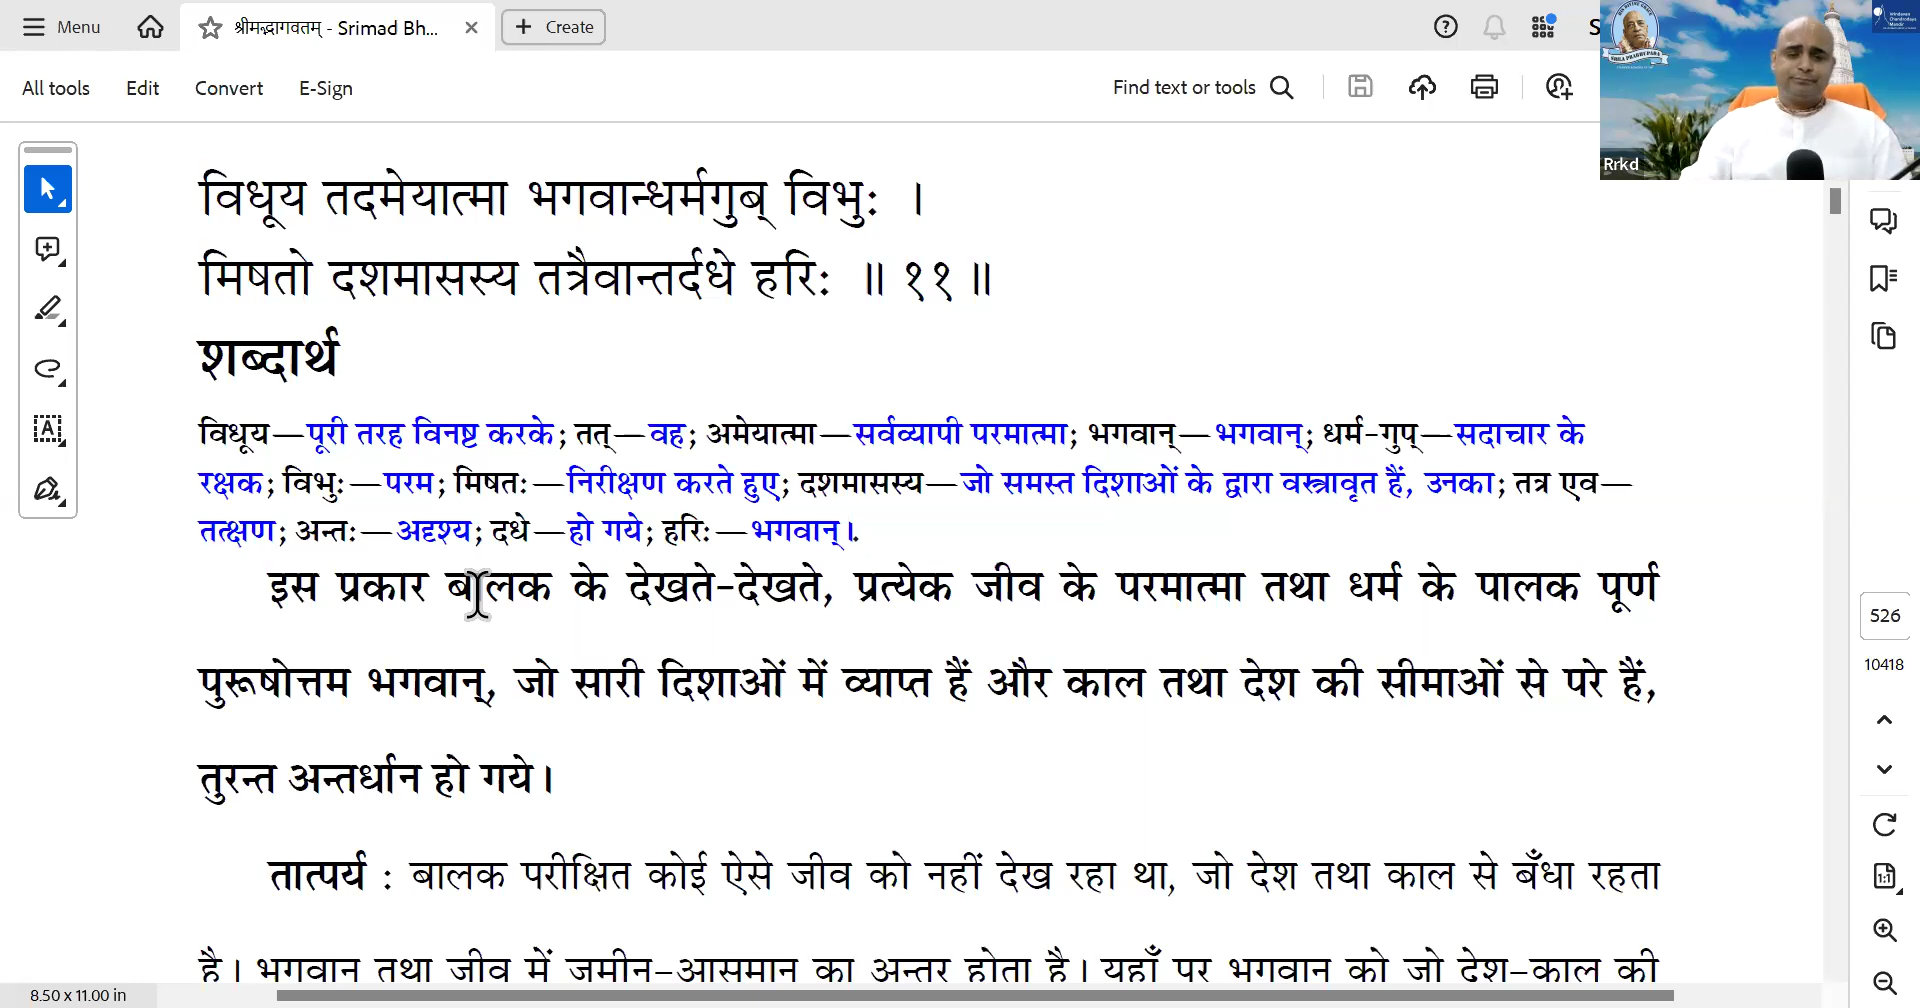 Menu श्रीमद्भागवतम् - Srimad Bh... Create
All tools Edit Convert E-Sign Find text or tools
Rrkd
विधूय तदमेयात्मा भगवान्धर्मगुब् विभुः ।
मिषतो दशमासस्य तत्रैवान्तर्दधे हरिः ॥ ११ ॥
शब्दार्थ
विधूय—पूरी तरह विनष्ट करके; तत्—वह; अमेयात्मा—सर्वव्यापी परमात्मा; भगवान्—भगवान्; धर्म-गुप्—सदाचार के
रक्षक; विभुः—परम; मिषतः—निरीक्षण करते हुए; दशमासस्य—जो समस्त दिशाओं के द्वारा वस्त्रावृत हैं, उनका; तत्र एव—
तत्क्षण; अन्तः—अदृश्य; दधे—हो गये; हरिः—भगवान्।.
इस प्रकार बालक के देखते-देखते, प्रत्येक जीव के परमात्मा तथा धर्म के पालक पूर्ण
पुरूषोत्तम भगवान्, जो सारी दिशाओं में व्याप्त हैं और काल तथा देश की सीमाओं से परे हैं,
तुरन्त अन्तर्धान हो गये।
तात्पर्य : बालक परीक्षित कोई ऐसे जीव को नहीं देख रहा था, जो देश तथा काल से बँधा रहता
है। भगवान तथा जीव में जमीन-आसमान का अन्तर होता है। यहाँ पर भगवान को जो देश-काल की
526
10418
8.50 x 11.00 in